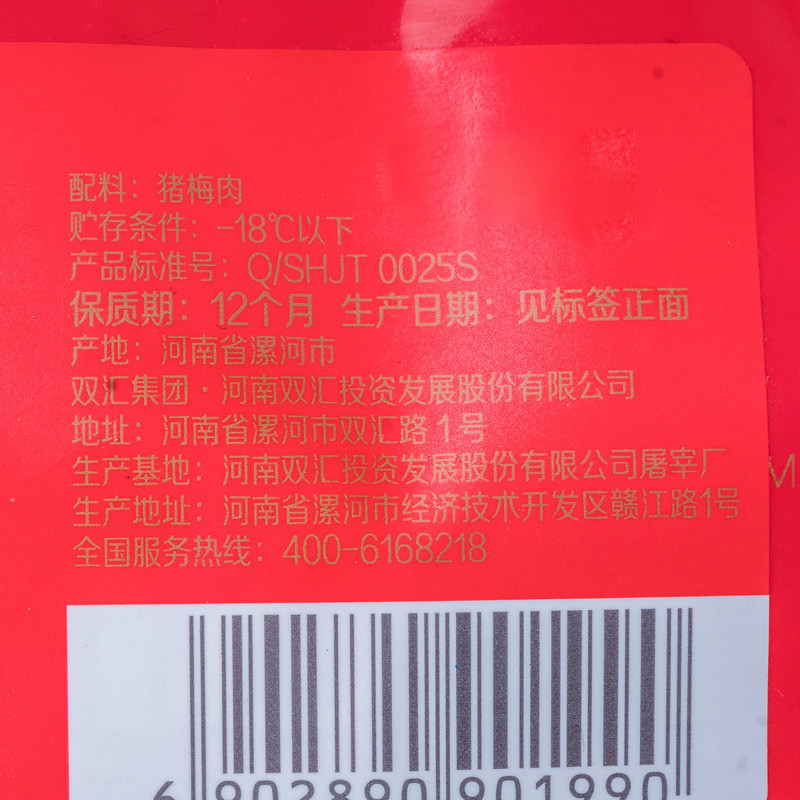 配料：猪梅肉
贮存条件：-18℃以下
产品标准号：Q/SHJT 0025S
保质期：12个月 生产日期：见标签正面
产地：河南省漯河市
双汇集团·河南双汇投资发展股份有限公司
地址：河南省漯河市双汇路1号
生产基地：河南双汇投资发展股份有限公司屠宰厂
M
生产地址：河南省漯河市经济技术开发区赣江路1号
全国服务热线：400-6168218
6 902890 901990